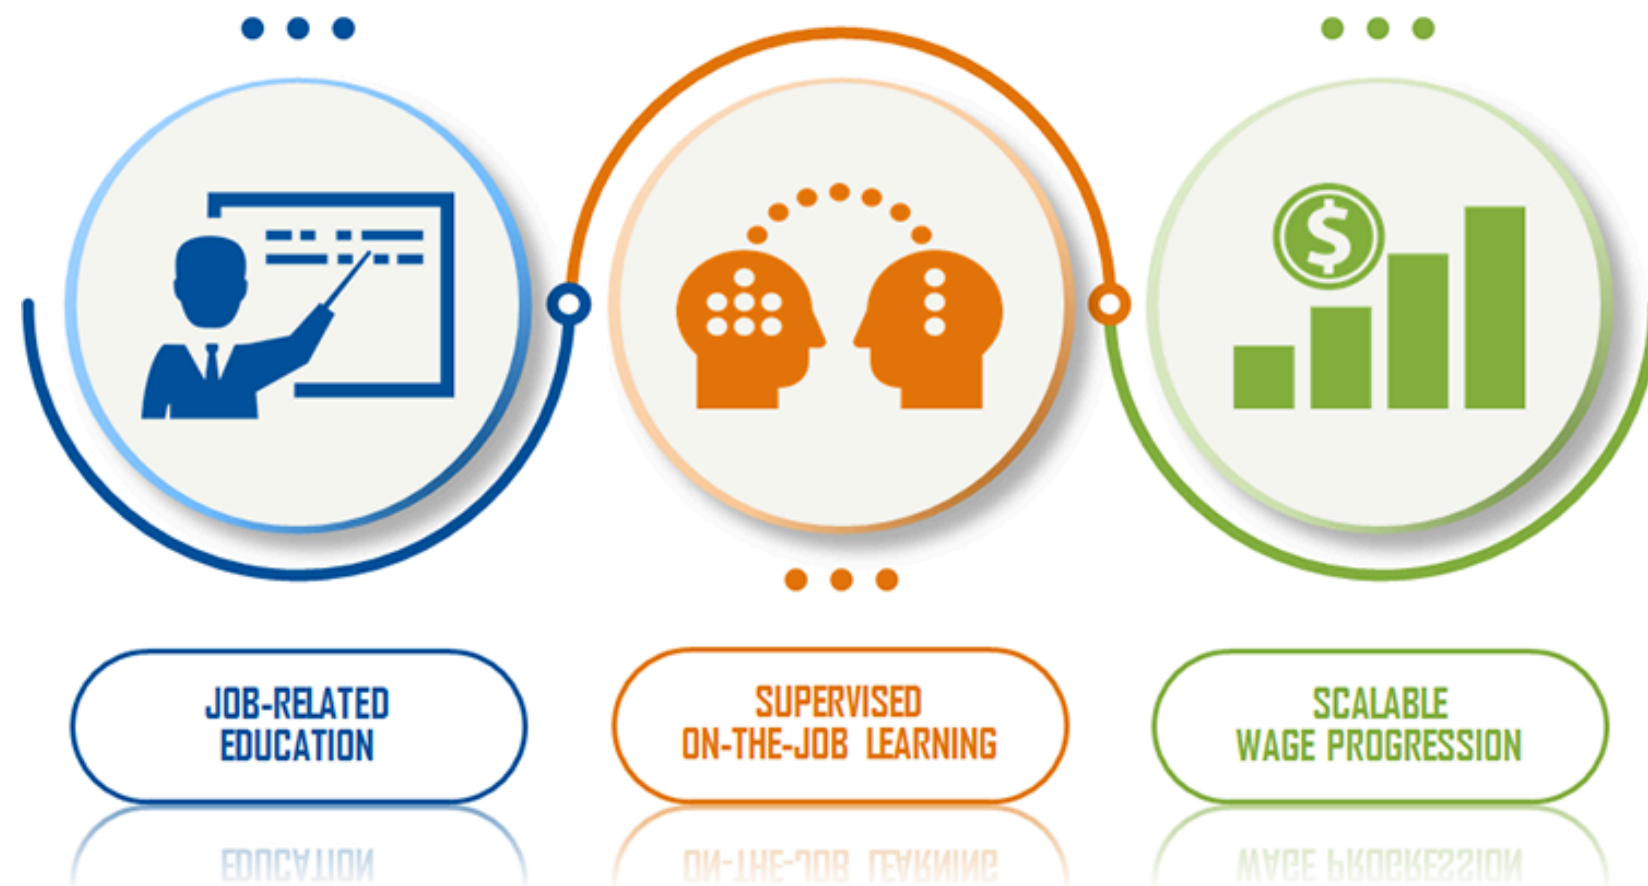 JOB-RELATED
EDUCATION
SUPERVISED
ON-THE-JOB LEARNING
SCALABLE
WAGE PROGRESSION
$